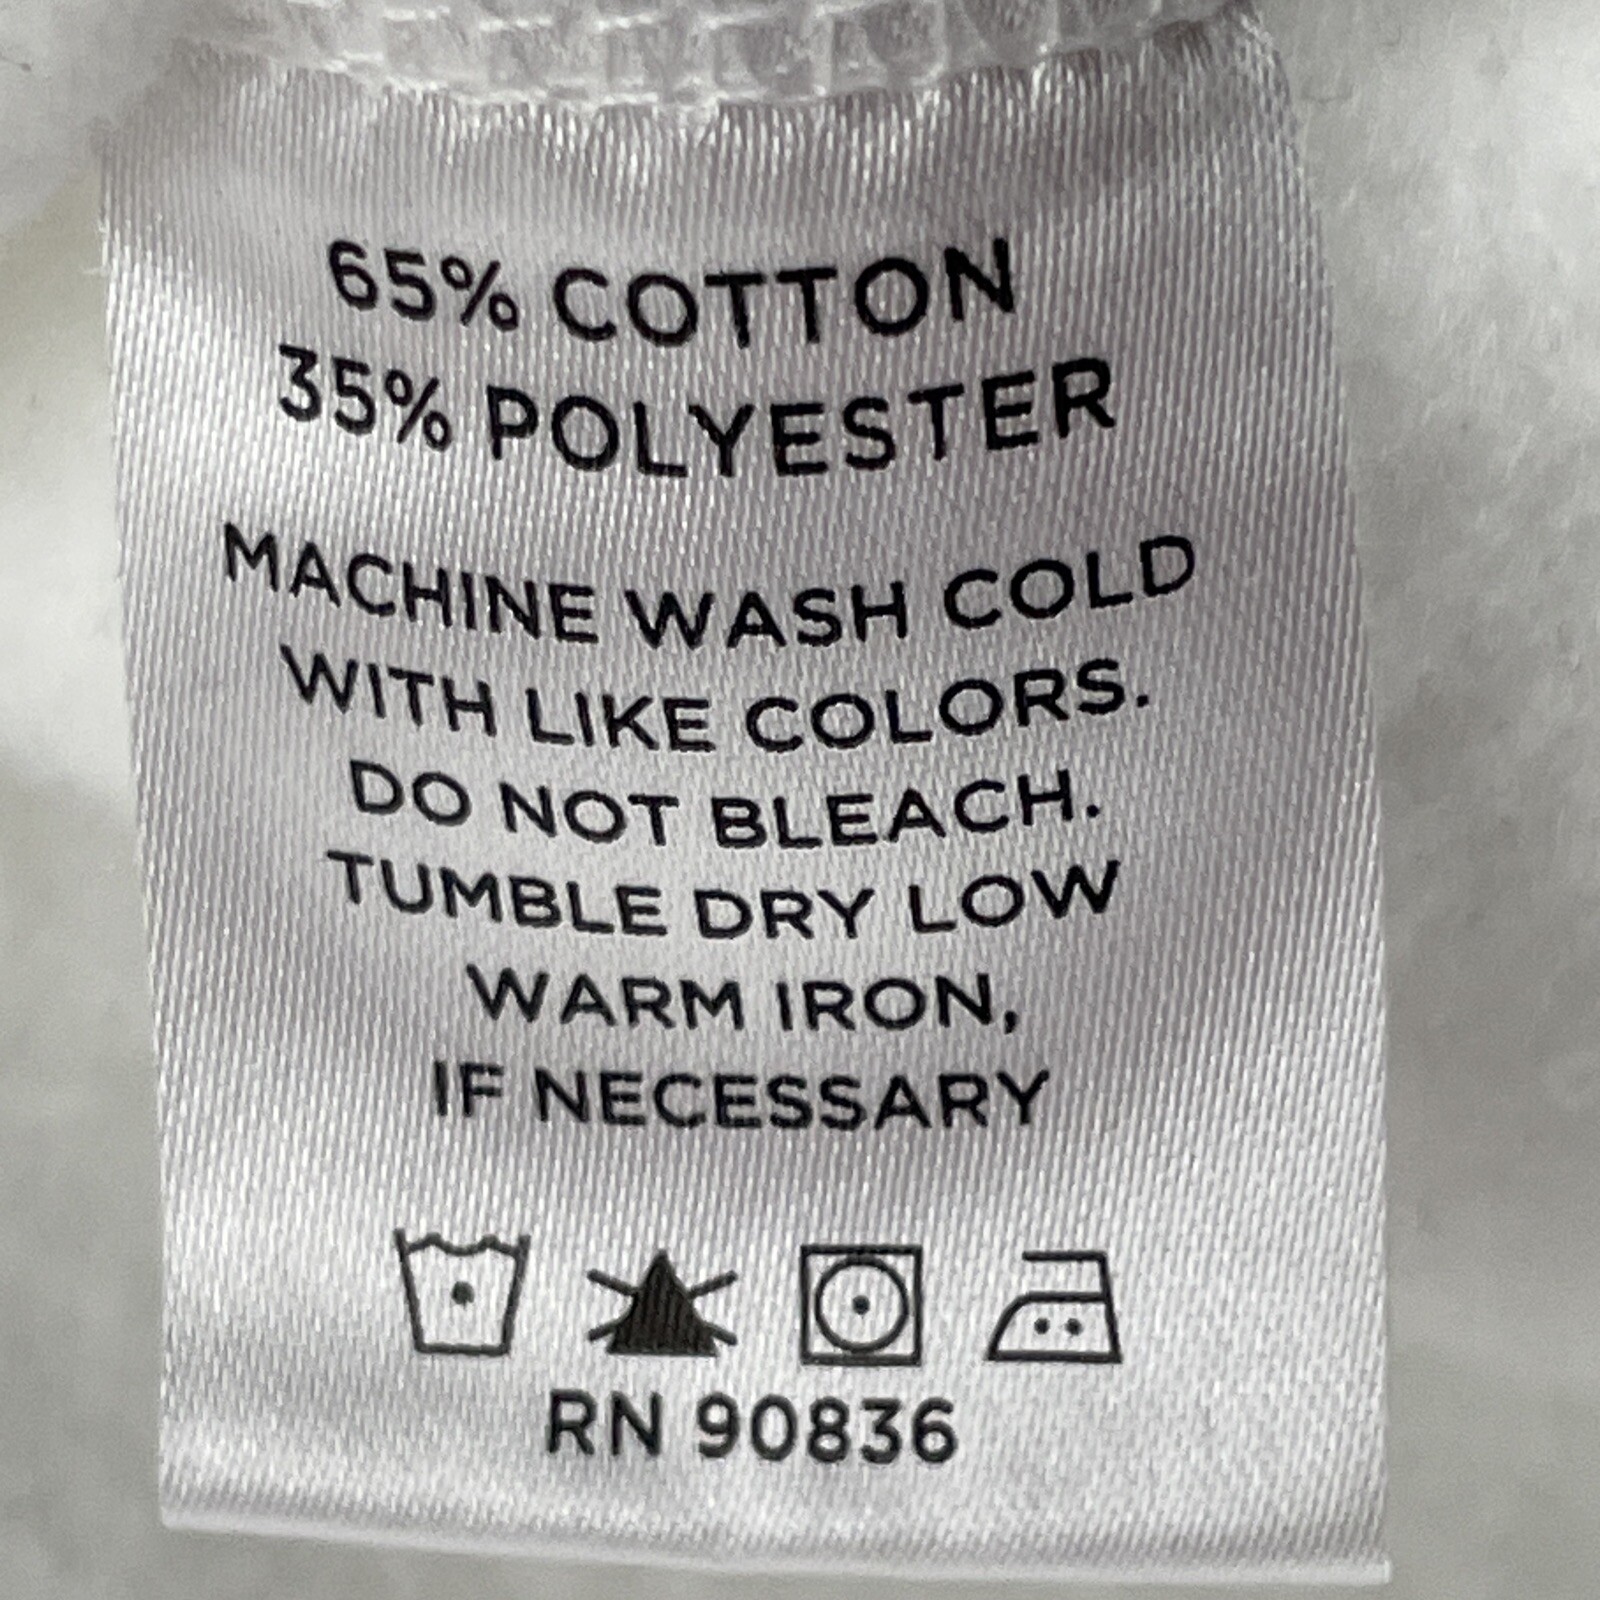 65% COTTON
35% POLYESTER
MACHINE WASH COLD
WITH LIKE COLORS.
DO NOT BLEACH.
TUMBLE DRY LOW
WARM IRON,
IF NECESSARY
RN 90836